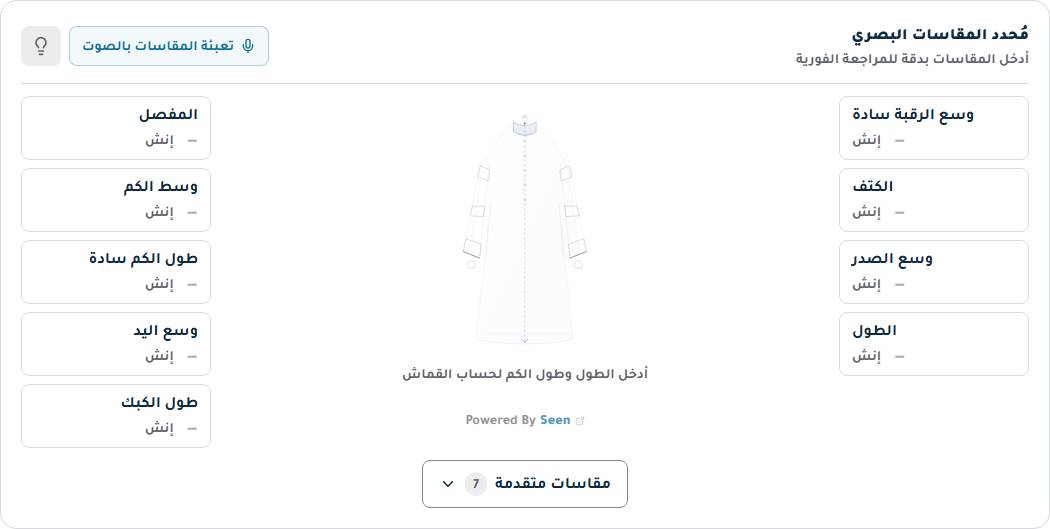 مُحدد المقاسات البصري
أدخل المقاسات بدقة للمراجعة الفورية
تعبئة المقاسات بالصوت
وسع الرقبة سادة
— إنش
الكتف
— إنش
وسع الصدر
— إنش
الطول
— إنش
المفصل
— إنش
وسط الكم
— إنش
طول الكم سادة
— إنش
وسع اليد
— إنش
طول الكبك
— إنش
أدخل الطول وطول الكم لحساب القماش
Powered By Seen
مقاسات متقدمة 7